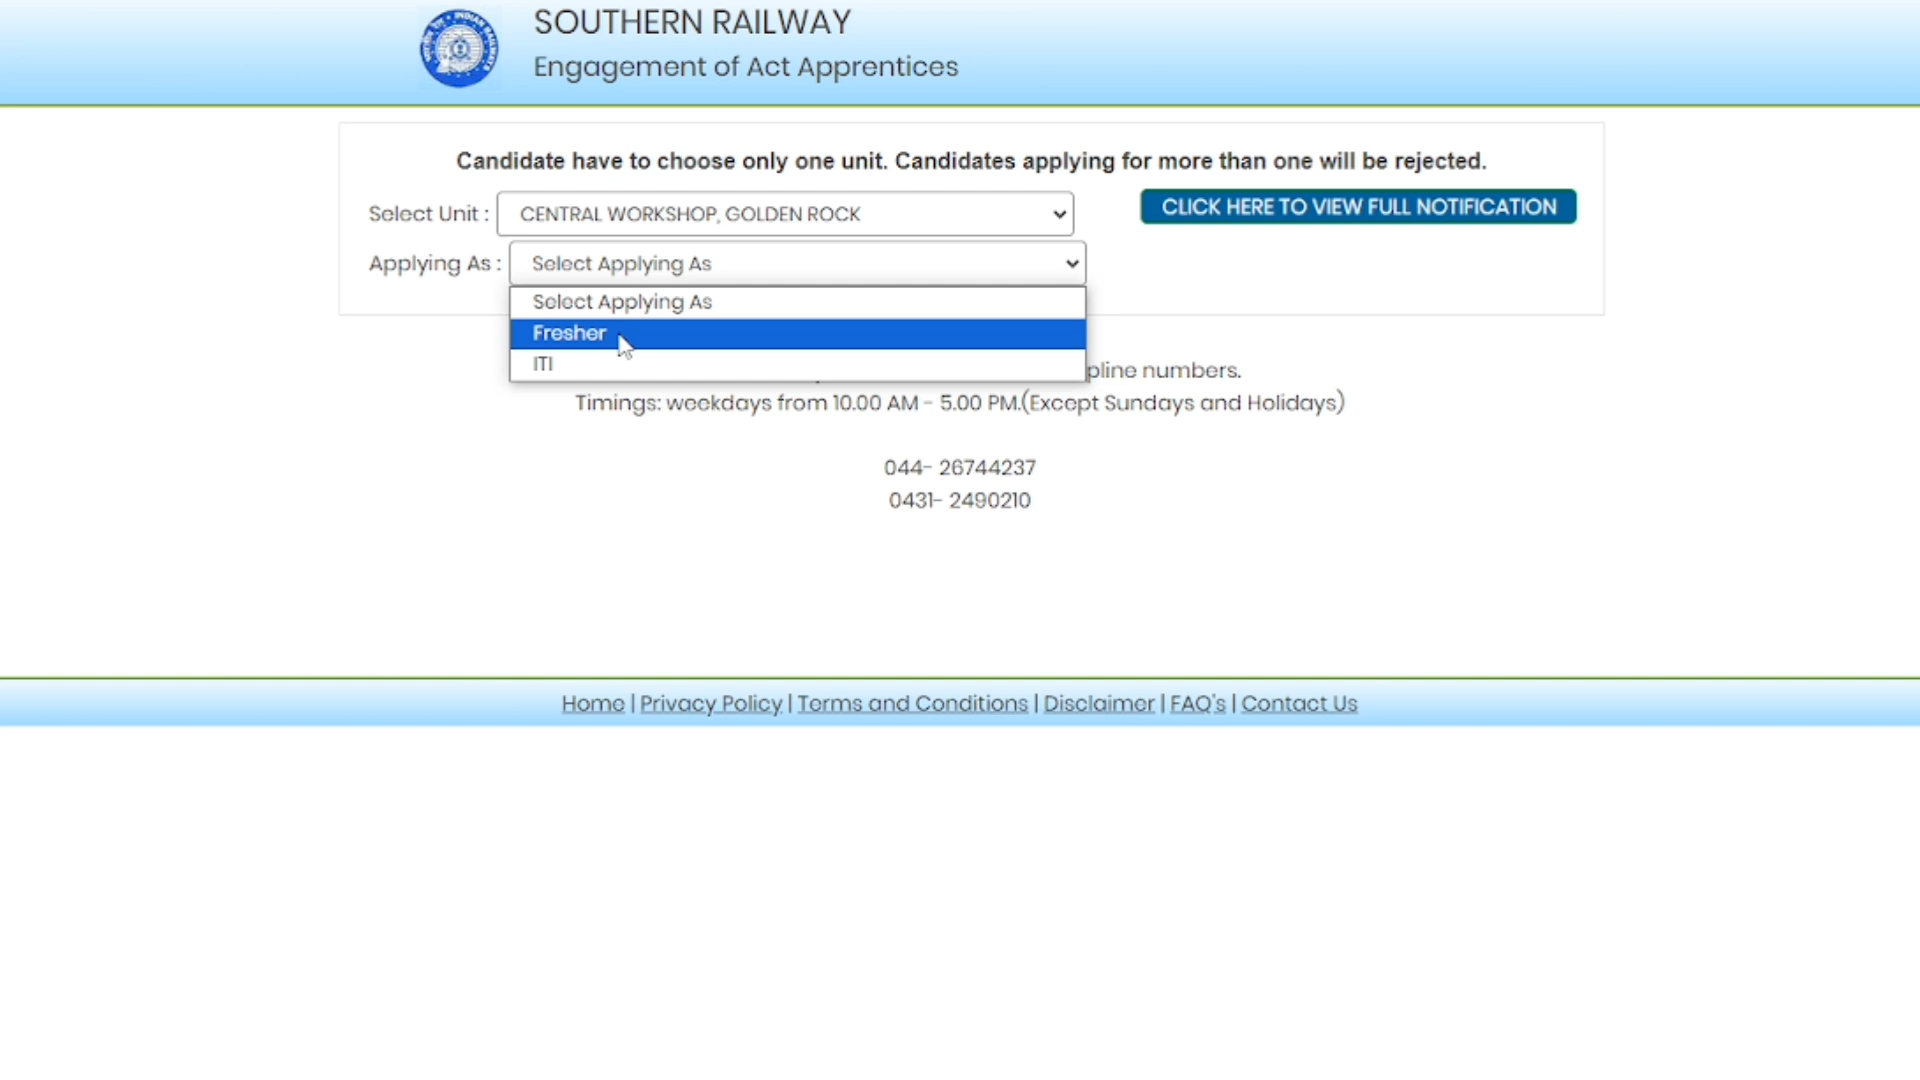 SOUTHERN RAILWAY
Engagement of Act Apprentices
Candidate have to choose only one unit. Candidates applying for more than one will be rejected.
Select Unit : CENTRAL WORKSHOP, GOLDEN ROCK
CLICK HERE TO VIEW FULL NOTIFICATION
Applying As : Select Applying As
Select Applying As
Fresher
ITI
pline numbers.
Timings: weekdays from 10.00 AM - 5.00 PM.(Except Sundays and Holidays)
044- 26744237
0431- 2490210
Home | Privacy Policy | Terms and Conditions | Disclaimer | FAQ's | Contact Us